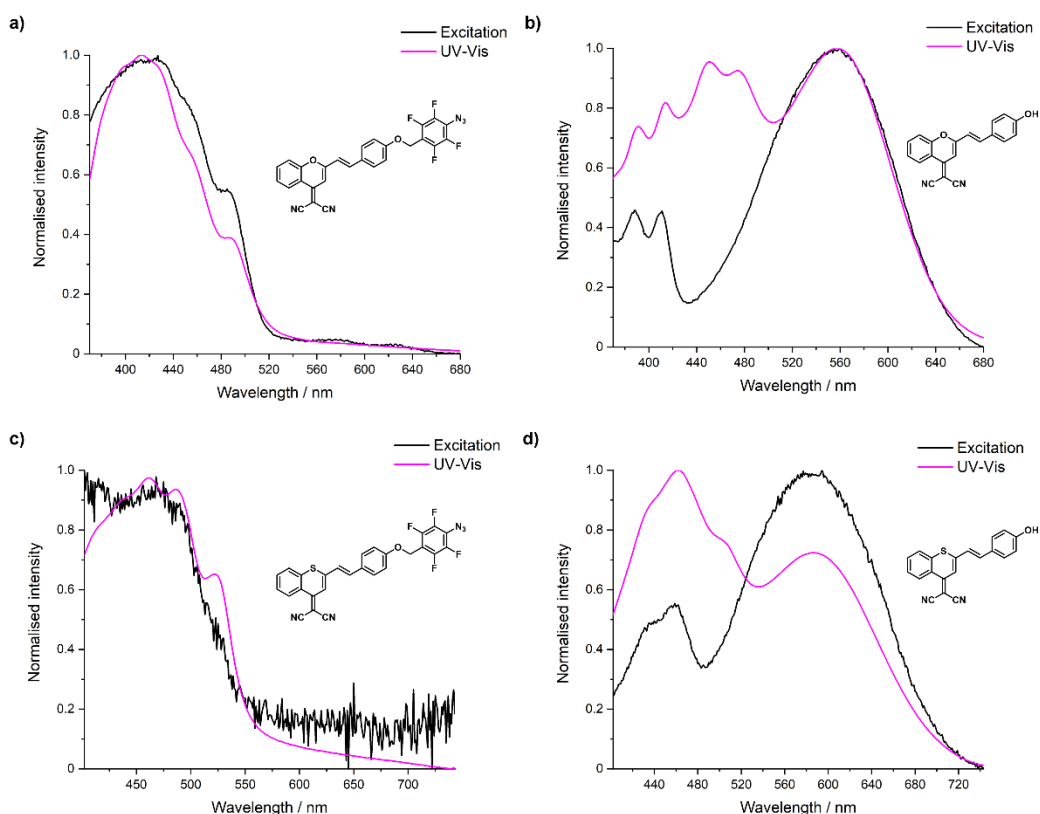 a)
Excitation
UV-Vis
Normalised intensity
1.0
0.8
0.6
0.4
0.2
0
400 440 480 520 560 600 640 680
Wavelength / nm
O
O
F
F
F
F
N3
NC CN
b)
Excitation
UV-Vis
Normalised intensity
1.0
0.8
0.6
0.4
0.2
0
400 440 480 520 560 600 640 680
Wavelength / nm
O
OH
NC CN
c)
Excitation
UV-Vis
Normalised intensity
1.0
0.8
0.6
0.4
0.2
0
450 500 550 600 650 700
Wavelength / nm
S
O
F
F
F
F
N3
NC CN
d)
Excitation
UV-Vis
Normalised intensity
1.0
0.8
0.6
0.4
0.2
0
440 480 520 560 600 640 680 720
Wavelength / nm
S
OH
NC CN